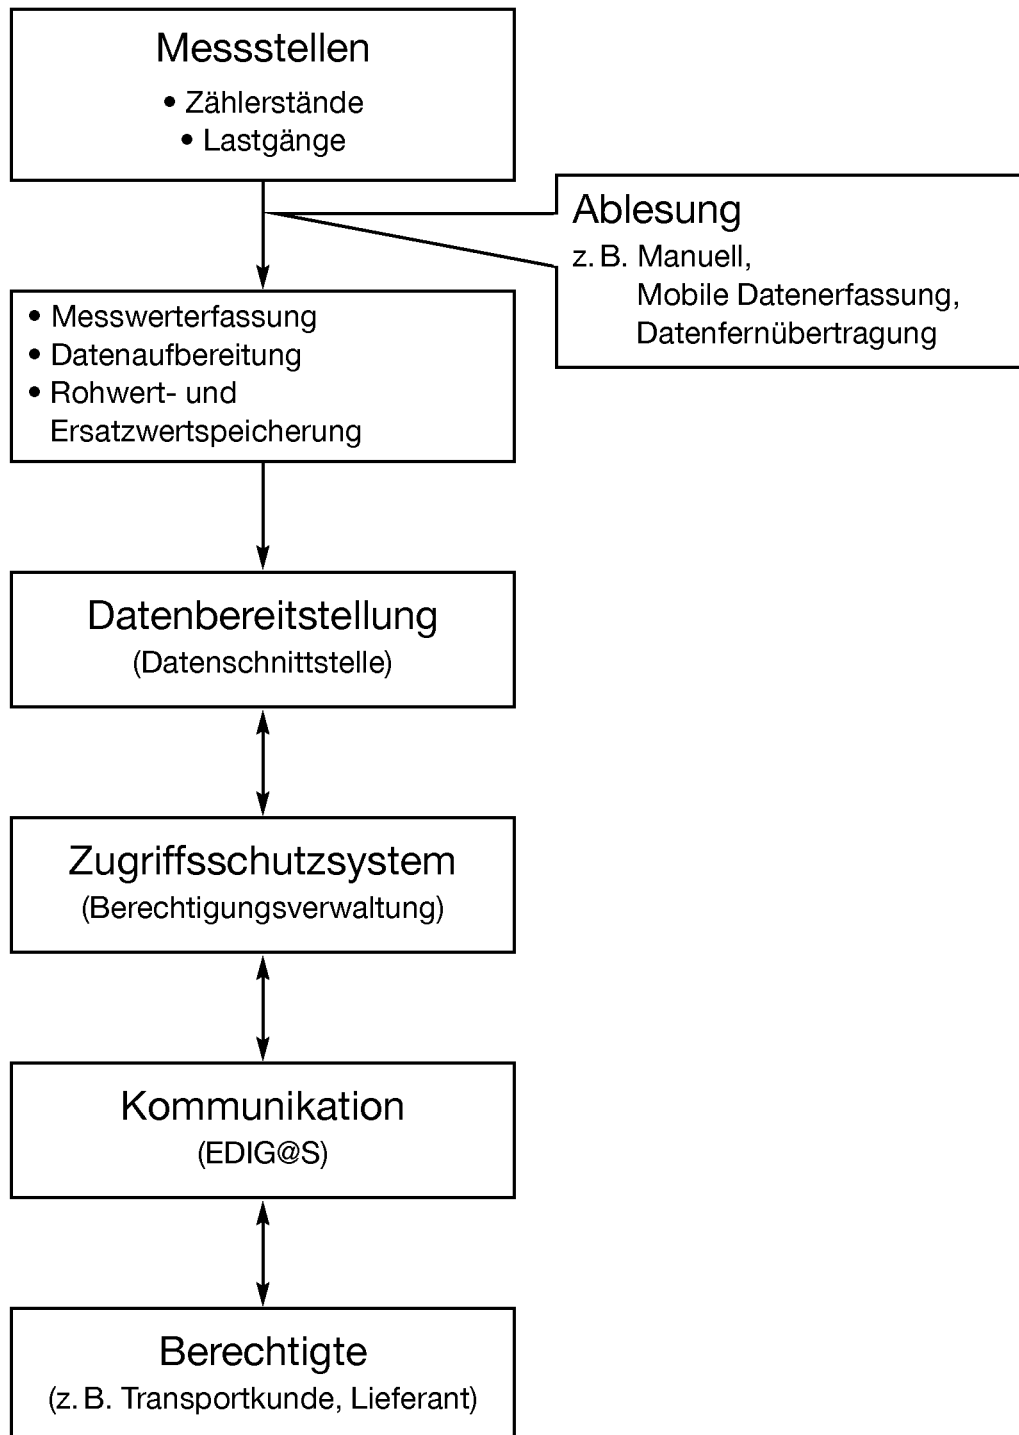 Messstellen
• Zählerstände
• Lastgänge
Ablesung
z. B. Manuell,
Mobile Datenerfassung,
Datenfernübertragung
• Messwerterfassung
• Datenaufbereitung
• Rohwert- und
Ersatzwertspeicherung
Datenbereitstellung
(Datenschnittstelle)
Zugriffsschutzsystem
(Berechtigungsverwaltung)
Kommunikation
(EDIG@S)
Berechtigte
(z. B. Transportkunde, Lieferant)